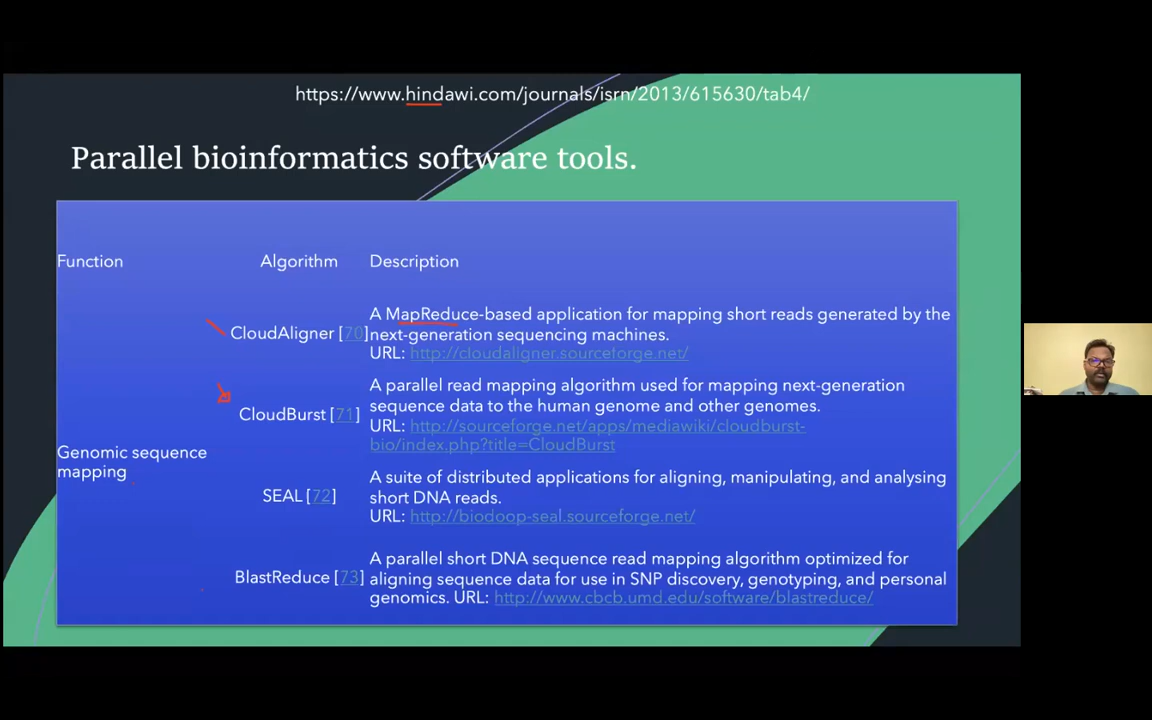 https://www.hindawi.com/journals/isrn/2013/615630/tab4/
Parallel bioinformatics software tools.
Function Algorithm Description
A MapReduce-based application for mapping short reads generated by the
CloudAligner [70] next-generation sequencing machines.
URL: http://cloudaligner.sourceforge.net/
A parallel read mapping algorithm used for mapping next-generation
CloudBurst [71] sequence data to the human genome and other genomes.
URL: http://sourceforge.net/apps/mediawiki/cloudburst-
bio/index.php?title=CloudBurst
Genomic sequence
mapping
A suite of distributed applications for aligning, manipulating, and analysing
SEAL [72] short DNA reads.
URL: http://biodoop-seal.sourceforge.net/
A parallel short DNA sequence read mapping algorithm optimized for
BlastReduce [73] aligning sequence data for use in SNP discovery, genotyping, and personal
genomics. URL: http://www.cbcb.umd.edu/software/blastreduce/